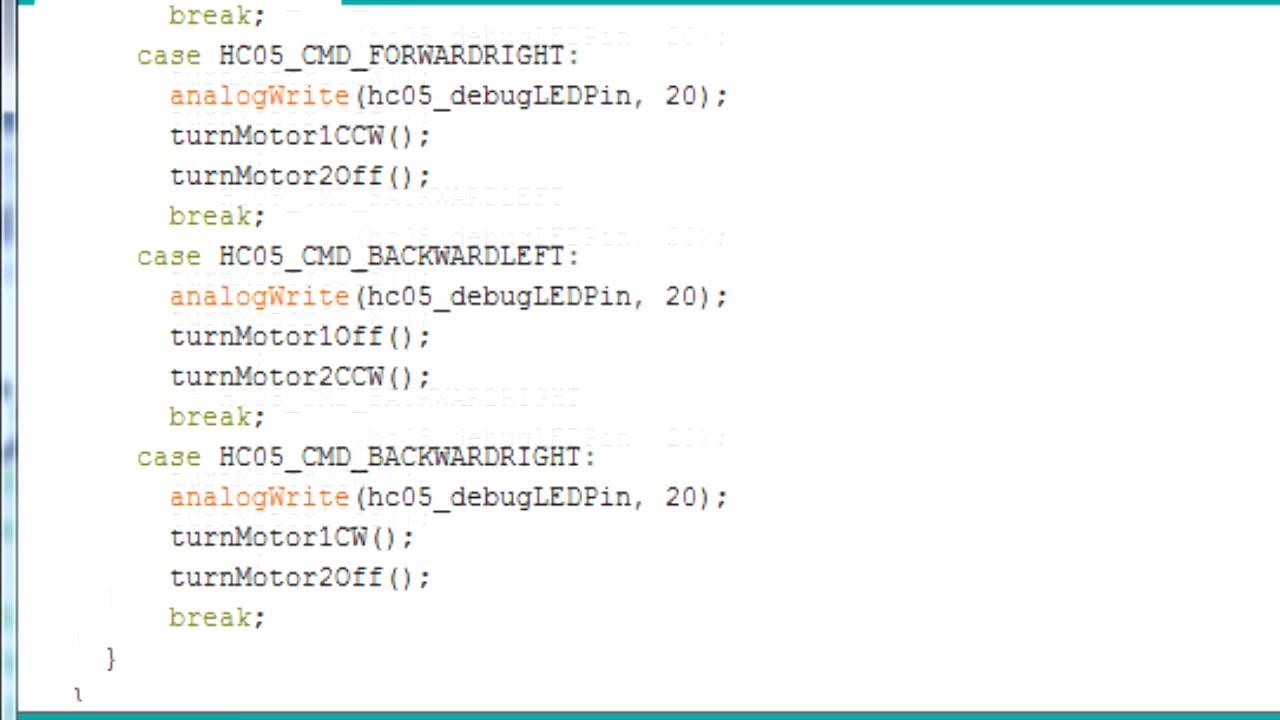 break;
case HC05_CMD_FORWARDRIGHT:
analogWrite(hc05_debugLEDPin, 20);
turnMotor1CCW();
turnMotor2Off();
break;
case HC05_CMD_BACKWARDLEFT:
analogWrite(hc05_debugLEDPin, 20);
turnMotor1Off();
turnMotor2CCW();
break;
case HC05_CMD_BACKWARDRIGHT:
analogWrite(hc05_debugLEDPin, 20);
turnMotor1CW();
turnMotor2Off();
break;
}